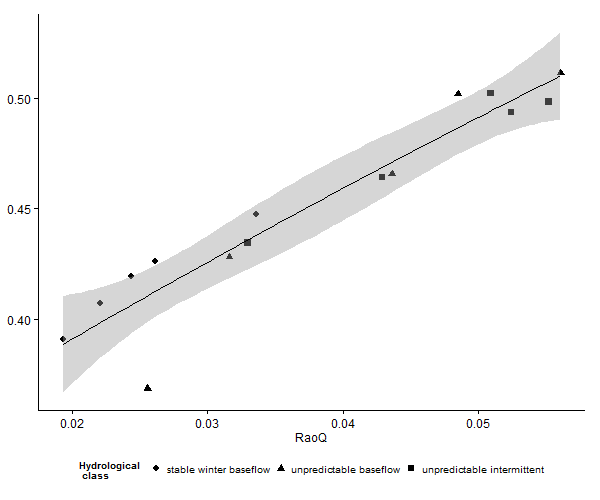 0.50
0.45
0.40
0.02 0.03 0.04 0.05
RaoQ
Hydrological
class
stable winter baseflow unpredictable baseflow unpredictable intermittent